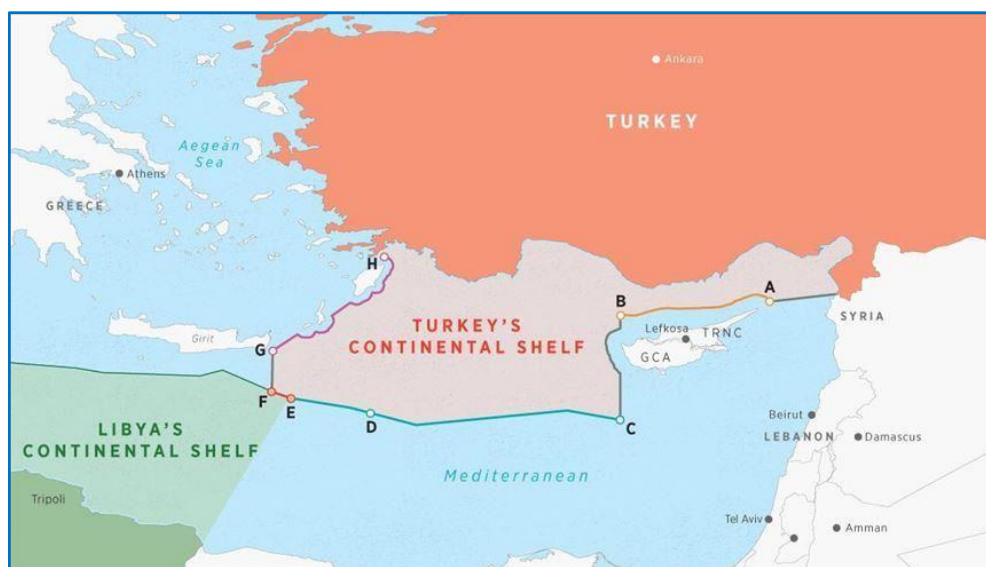 Ankara
TURKEY
Aegean
Sea
Athens
GREECE
H
A
B
SYRIA
TURKEY'S
CONTINENTAL SHELF
Lefkosa
TRNC
Girit
GCA
G
F
E
D
C
Beirut
LEBANON
LIBYA'S
CONTINENTAL SHELF
Damascus
Mediterranean
Tripoli
Tel Aviv
Amman